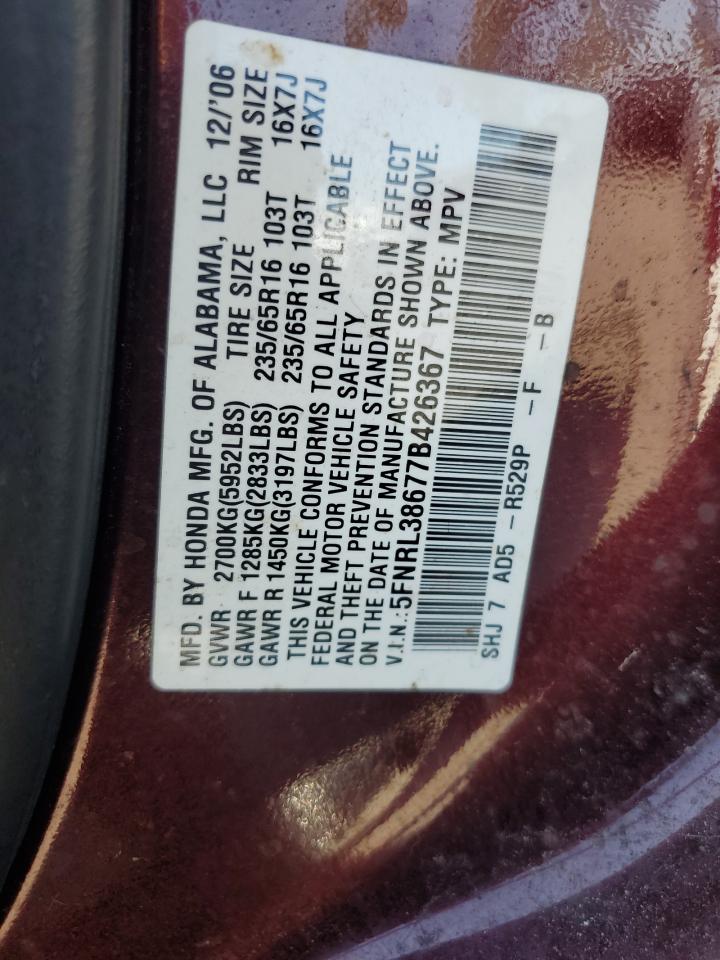 MFD. BY HONDA MFG. OF ALABAMA, LLC 12/'06
GVWR 2700KG(5952LBS) TIRE SIZE RIM SIZE
GAWR F 1285KG(2833LBS) 235/65R16 103T 16X7J
GAWR R 1450KG(3197LBS) 235/65R16 103T 16X7J
THIS VEHICLE CONFORMS TO ALL APPLICABLE
FEDERAL MOTOR VEHICLE SAFETY
AND THEFT PREVENTION STANDARDS IN EFFECT
ON THE DATE OF MANUFACTURE SHOWN ABOVE.
V.I.N.:5FNRL38677B426367 TYPE: MPV
SHJ 7 AD5 -R529P -F -B